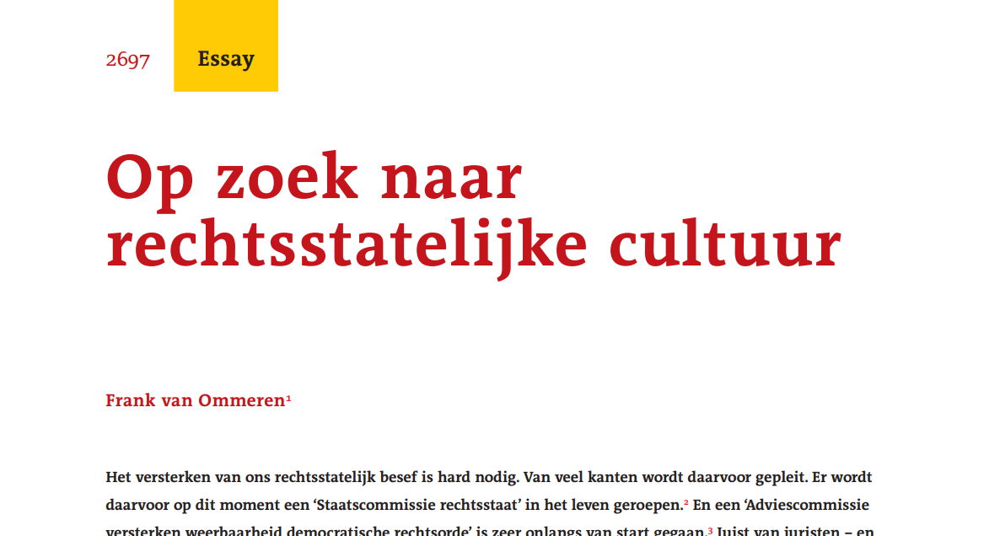 2697 Essay
Op zoek naar
rechtsstatelijke cultuur
Frank van Ommeren¹
Het versterken van ons rechtsstatelijk besef is hard nodig. Van veel kanten wordt daarvoor gepleit. Er wordt
daarvoor op dit moment een ‘Staatscommissie rechtsstaat’ in het leven geroepen.² En een ‘Adviescommissie
versterken weerbaarheid democratische rechtsorde’ is zeer onlangs van start gegaan.³ Juist van juristen – en